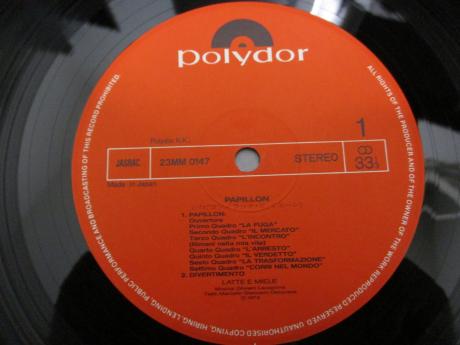 polydor
Polydor K.K.
JASRAC
23MM 0147
STEREO
1
33⅓
Made in Japan
PAPILLON
1. PAPILLON:
Ouverture
Primo Quadro "LA FUGA"
Secondo Quadro "IL MERCATO"
Terzo Quadro "L'INCONTRO"
(Rimani nella mia vita)
Quarto Quadro "L'ARRESTO"
Quinto Quadro "IL VERDETTO"
Sesto Quadro "LA TRASFORMAZIONE"
Settimo Quadro "CORRI NEL MONDO"
2. DIVERTIMENTO
LATTE E MIELE
ALL RIGHTS OF THE PRODUCER AND OF THE OWNER OF THE WORK REPRODUCED RESERVED. UNAUTHORISED COPYING, HIRING, LENDING, PUBLIC PERFORMANCE AND BROADCASTING OF THIS RECORD PROHIBITED.